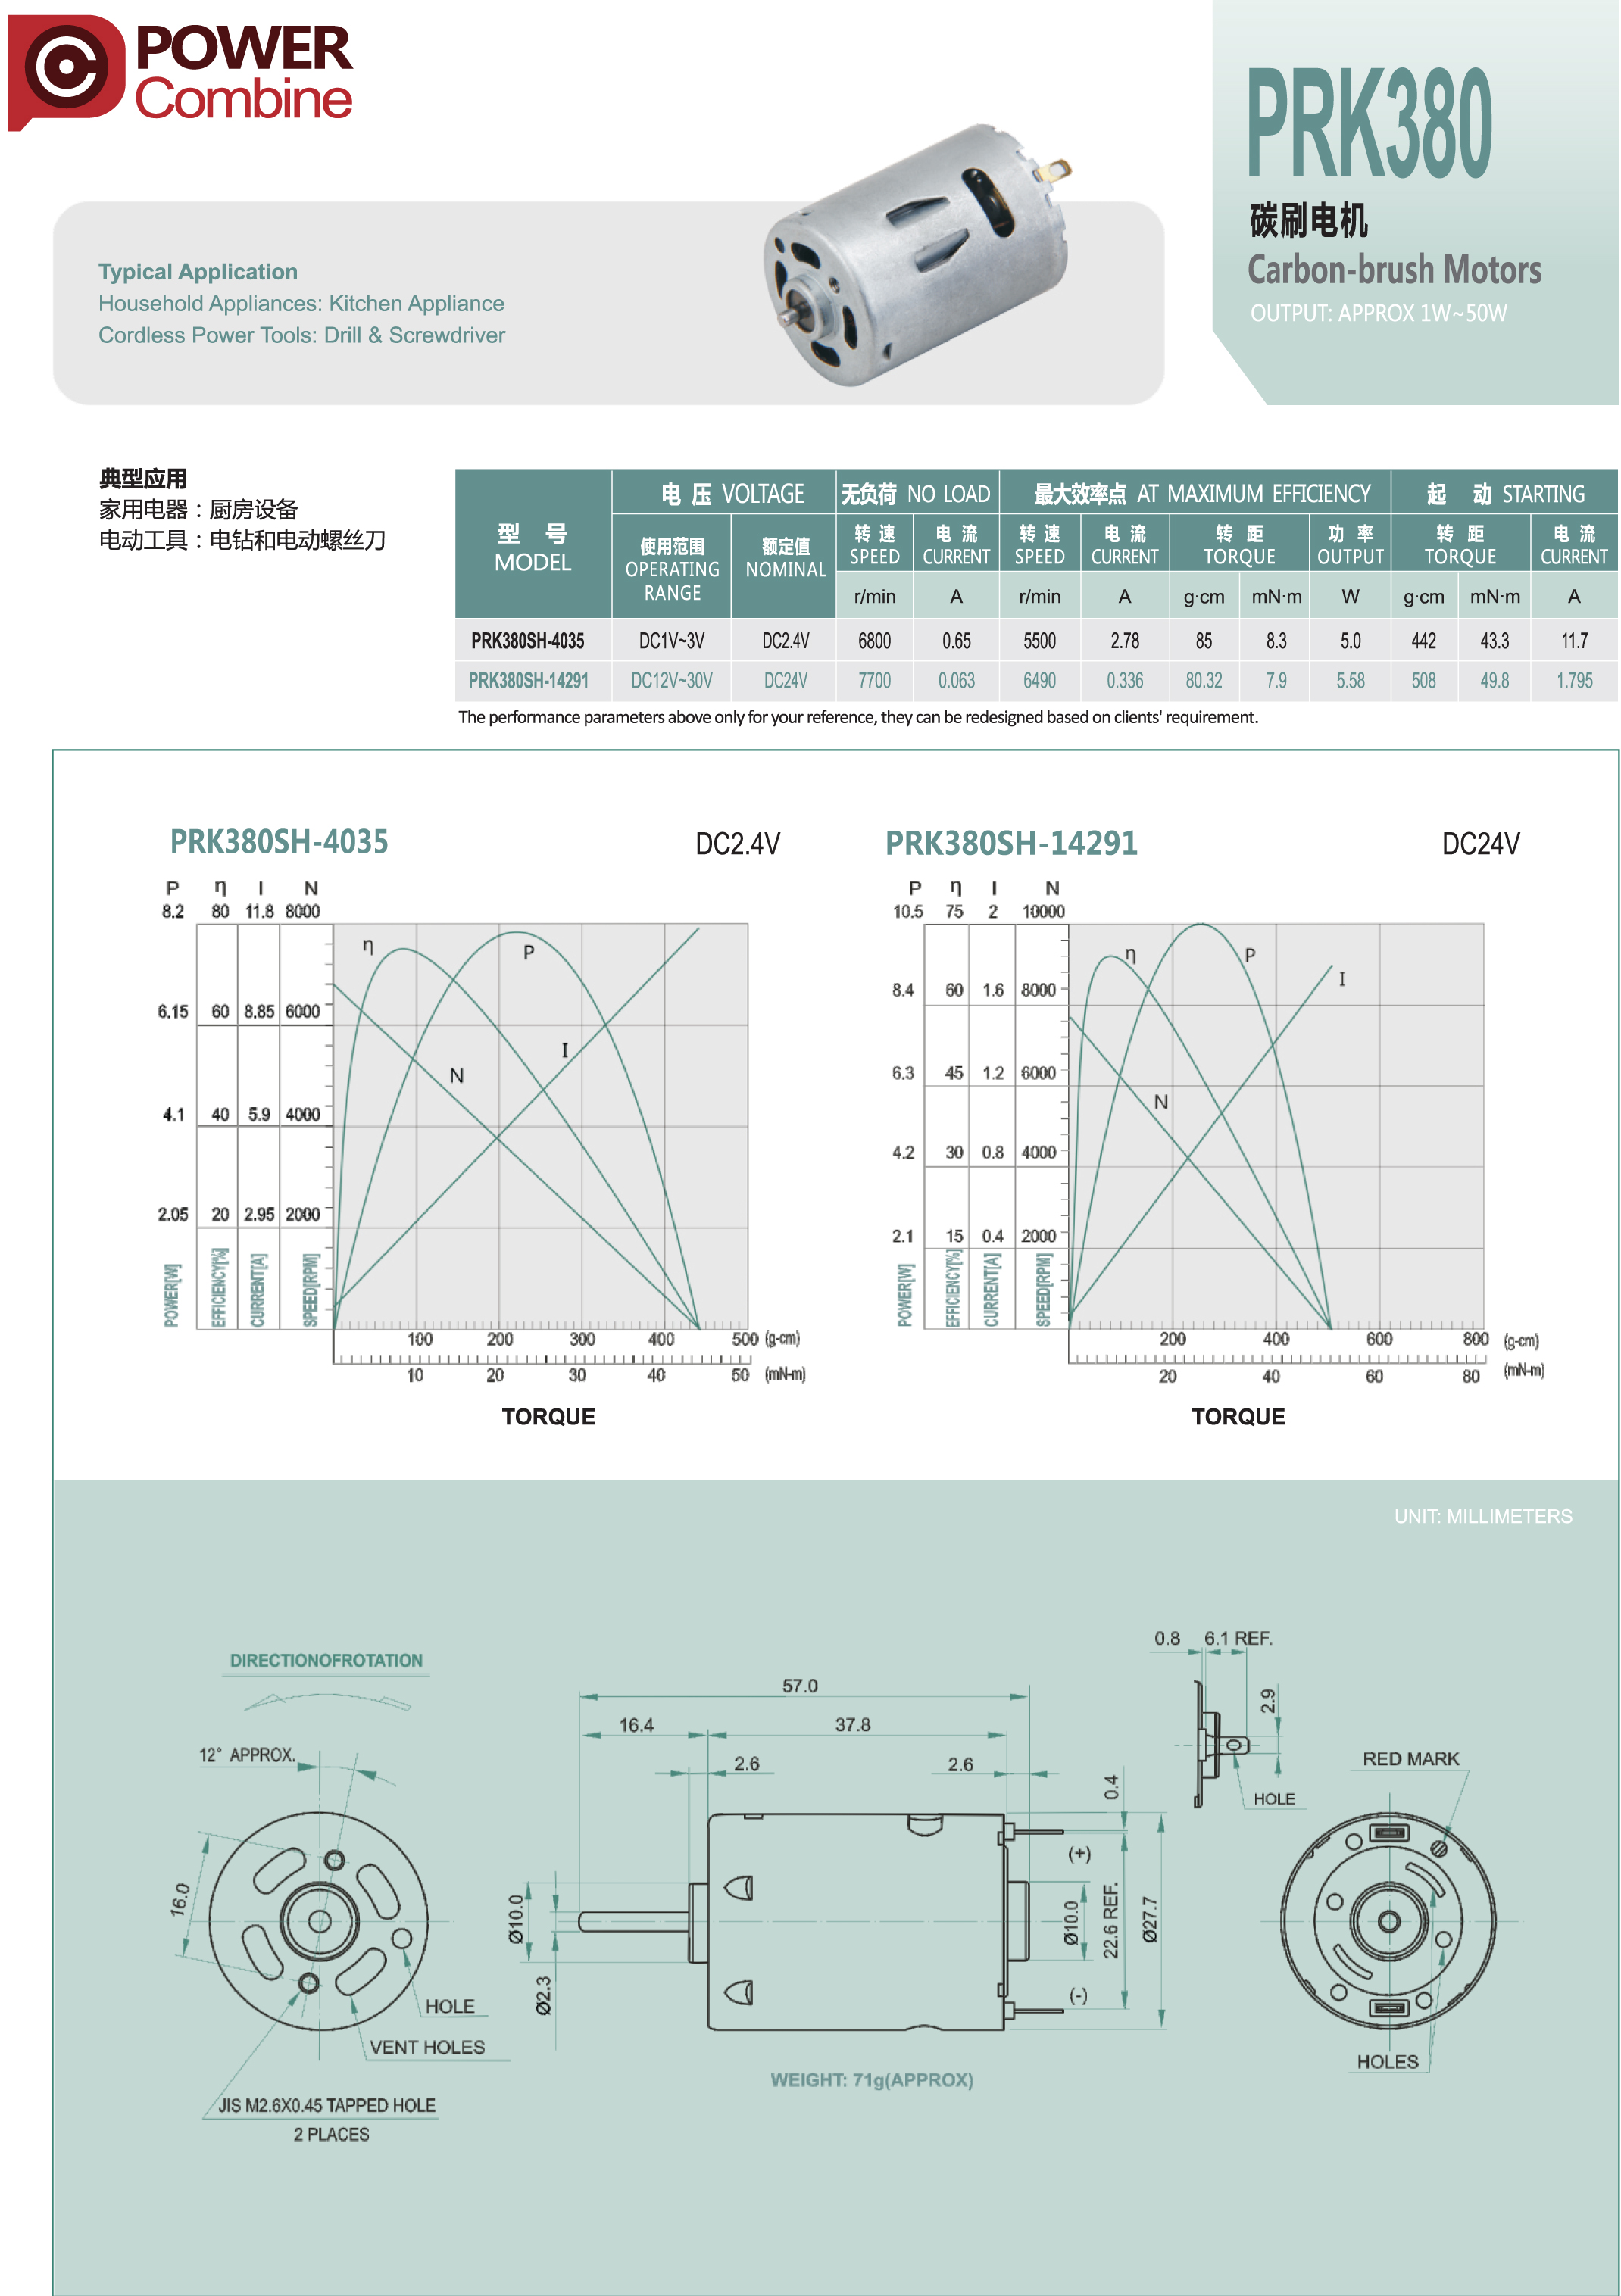 POWER
Combine
PRK380
碳刷电机
Carbon-brush Motors
OUTPUT: APPROX 1W~50W
Typical Application
Household Appliances: Kitchen Appliance
Cordless Power Tools: Drill & Screwdriver
典型应用
家用电器：厨房设备
电动工具：电钻和电动螺丝刀
型 号 MODEL
电 压 VOLTAGE 无负荷 NO LOAD 最大效率点 AT MAXIMUM EFFICIENCY 起 动 STARTING
使用范围 OPERATING RANGE 额定值 NOMINAL 转 速 SPEED 电 流 CURRENT 转 速 SPEED 电 流 CURRENT 转 距 TORQUE 功 率 OUTPUT 转 距 TORQUE 电 流 CURRENT
r/min A r/min A g·cm mN·m W g·cm mN·m A
PRK380SH-4035 DC1V~3V DC2.4V 6800 0.65 5500 2.78 85 8.3 5.0 442 43.3 11.7
PRK380SH-14291 DC12V~30V DC24V 7700 0.063 6490 0.336 80.32 7.9 5.58 508 49.8 1.795
The performance parameters above only for your reference, they can be redesigned based on clients' requirement.
PRK380SH-4035 DC2.4V
P η I N
8.2 80 11.8 8000
6.15 60 8.85 6000
4.1 40 5.9 4000
2.05 20 2.95 2000
POWER[W] EFFICIENCY[%] CURRENT[A] SPEED[RPM]
η P I N
100 200 300 400 500 (g-cm)
10 20 30 40 50 (mN-m)
TORQUE
PRK380SH-14291 DC24V
P η I N
10.5 75 2 10000
8.4 60 1.6 8000
6.3 45 1.2 6000
4.2 30 0.8 4000
2.1 15 0.4 2000
POWER[W] EFFICIENCY[%] CURRENT[A] SPEED[RPM]
η P I N
200 400 600 800 (g-cm)
20 40 60 80 (mN-m)
TORQUE
UNIT: MILLIMETERS
DIRECTIONOFROTATION
12° APPROX.
16.0
HOLE
VENT HOLES
JIS M2.6X0.45 TAPPED HOLE
2 PLACES
57.0
16.4 37.8
2.6 2.6
0.4
Ø10.0
Ø2.3
(+)
(-)
Ø10.0
22.6 REF.
Ø27.7
WEIGHT: 71g(APPROX)
0.8 6.1 REF.
2.9
HOLE
RED MARK
HOLES